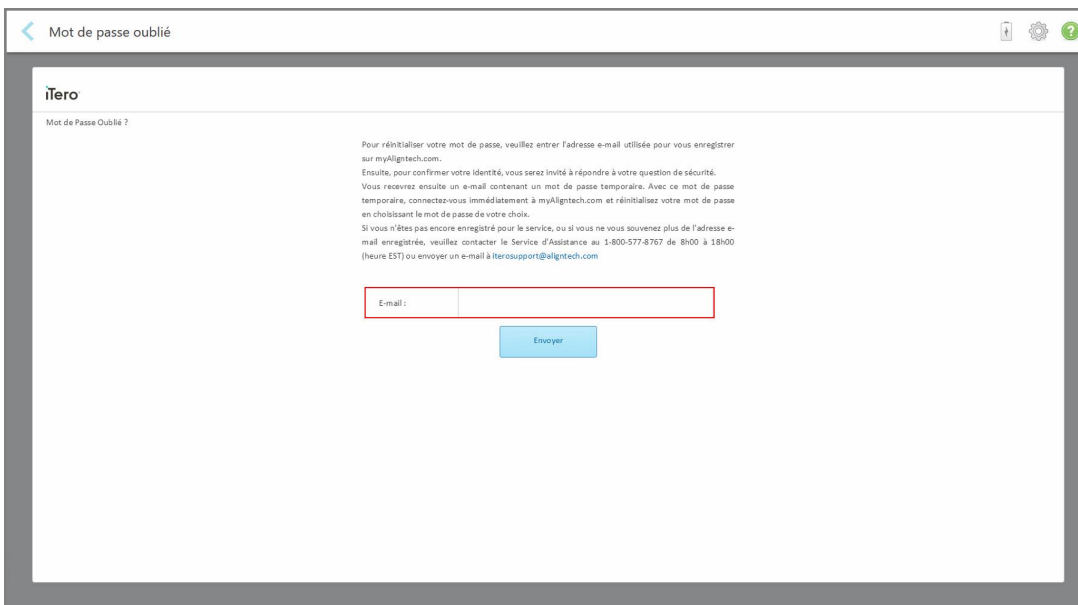 Mot de passe oublié
iTero
Mot de Passe Oublié ?
Pour réinitialiser votre mot de passe, veuillez entrer l'adresse e-mail utilisée pour vous enregistrer
sur myAligntech.com.
Ensuite, pour confirmer votre identité, vous serez invité à répondre à votre question de sécurité.
Vous recevrez ensuite un e-mail contenant un mot de passe temporaire. Avec ce mot de passe
temporaire, connectez-vous immédiatement à myAligntech.com et réinitialisez votre mot de passe
en choisissant le mot de passe de votre choix.
Si vous n'êtes pas encore enregistré pour le service, ou si vous ne vous souvenez plus de l'adresse e-
mail enregistrée, veuillez contacter le Service d'Assistance au 1-800-577-8767 de 8h00 à 18h00
(heure EST) ou envoyer un e-mail à iterosupport@aligntech.com
E-mail :
Envoyer